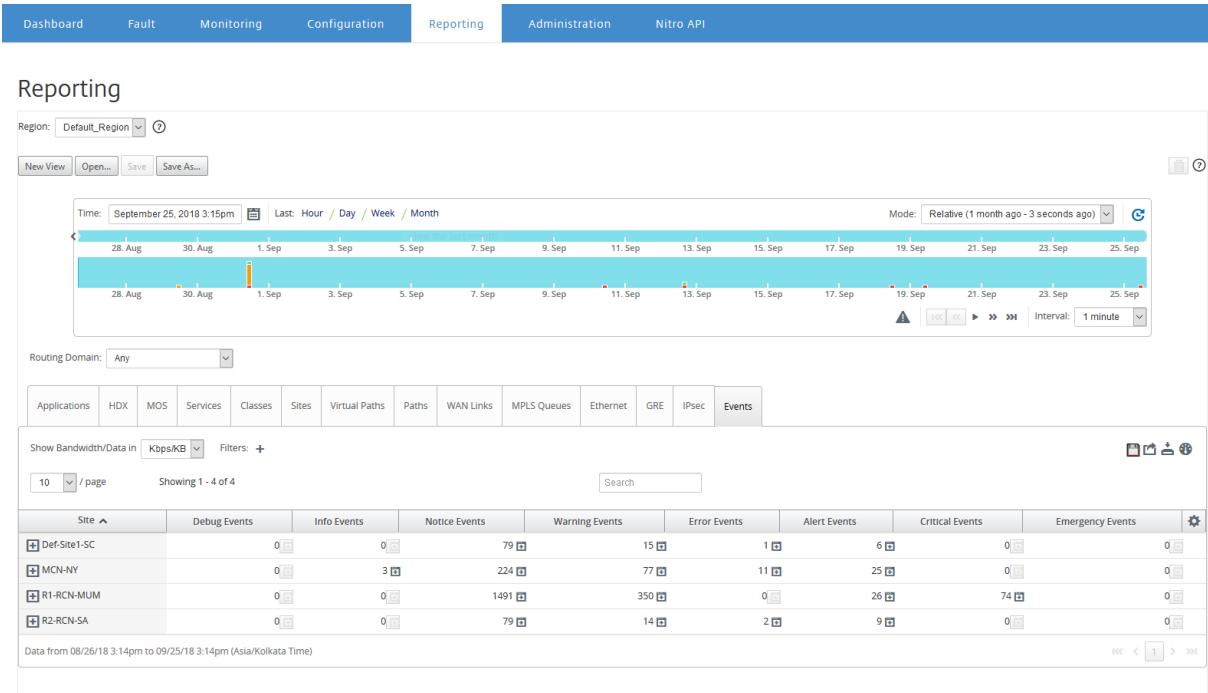 Dashboard Fault Monitoring Configuration Reporting Administration Nitro API
Reporting
Region: Default_Region ?
New View Open... Save Save As... ?
Time: September 25, 2018 3:15pm Last: Hour / Day / Week / Month Mode: Relative (1 month ago - 3 seconds ago)
28. Aug 30. Aug 1. Sep 3. Sep 5. Sep 7. Sep 9. Sep 11. Sep 13. Sep 15. Sep 17. Sep 19. Sep 21. Sep 23. Sep 25. Sep
28. Aug 30. Aug 1. Sep 3. Sep 5. Sep 7. Sep 9. Sep 11. Sep 13. Sep 15. Sep 17. Sep 19. Sep 21. Sep 23. Sep 25. Sep
Interval: 1 minute
Routing Domain: Any
Applications HDX MOS Services Classes Sites Virtual Paths Paths WAN Links MPLS Queues Ethernet GRE IPsec Events
Show Bandwidth/Data in Kbps/KB Filters: +
10 / page Showing 1 - 4 of 4 Search
Site Debug Events Info Events Notice Events Warning Events Error Events Alert Events Critical Events Emergency Events
Def-Site1-SC 0 0 79 15 1 6 0 0
MCN-NY 0 3 224 77 11 25 0 0
R1-RCN-MUM 0 0 1491 350 0 26 74 0
R2-RCN-SA 0 0 79 14 2 9 0 0
Data from 08/26/18 3:14pm to 09/25/18 3:14pm (Asia/Kolkata Time) 1